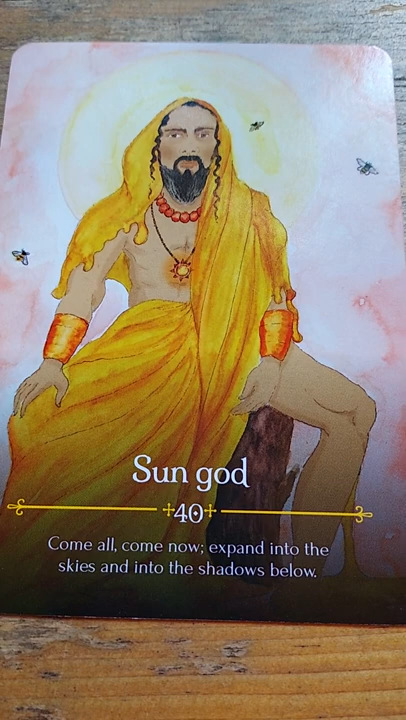 Sun god
40
Come all, come now; expand into the
skies and into the shadows below.